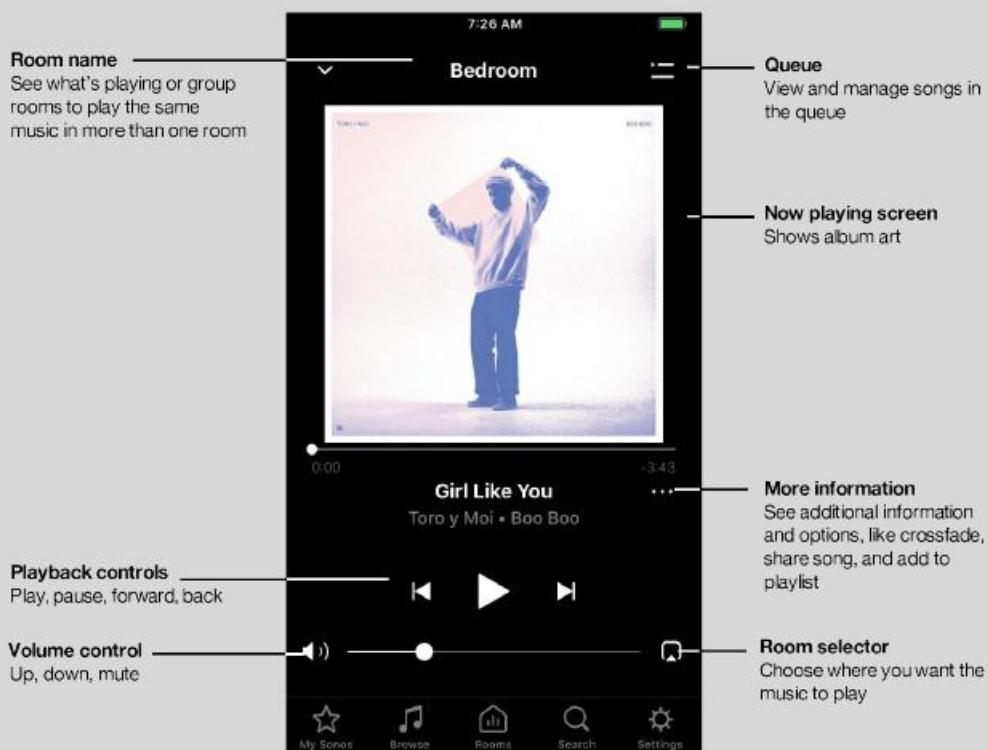 7:26 AM
Room name
See what's playing or group
rooms to play the same
music in more than one room
Bedroom
Queue
View and manage songs in
the queue
TORO Y MOI
BOO BOO
Now playing screen
Shows album art
0:00
-3:43
Girl Like You
Toro y Moi • Boo Boo
More information
See additional information
and options, like crossfade,
share song, and add to
playlist
Playback controls
Play, pause, forward, back
Volume control
Up, down, mute
Room selector
Choose where you want the
music to play
My Sonos
Browse
Rooms
Search
Settings